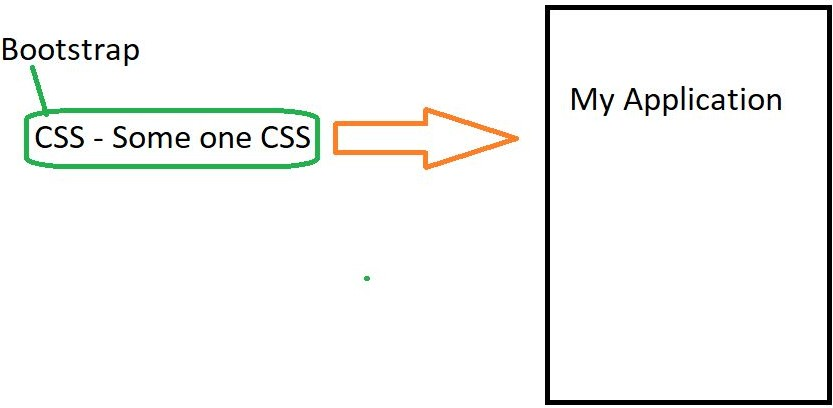 Bootstrap
CSS - Some one CSS
My Application